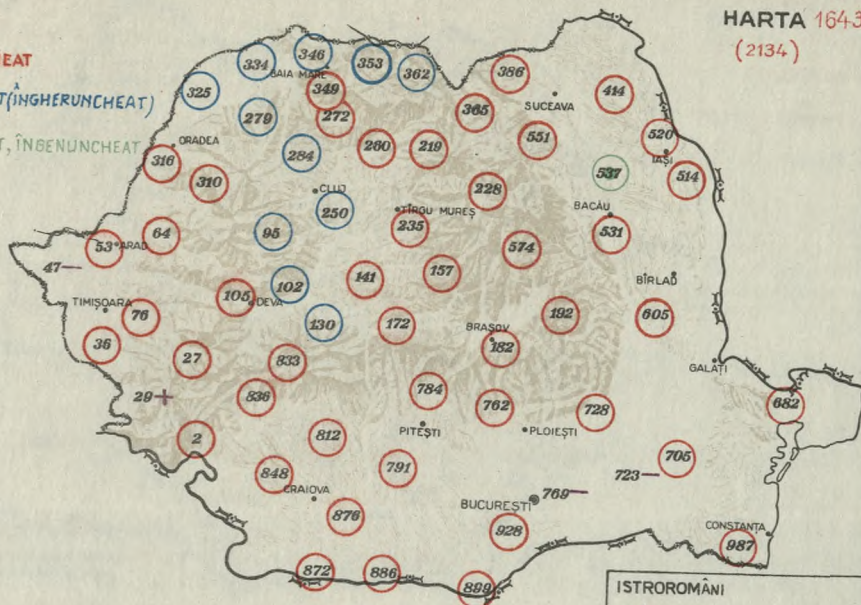 HARTA 1643
(2134)
EAT
T (ÎNGHERUNCHEAT)
T, ÎNGENUNCHEAT
334
346
353
362
386
BAIA MARE
325
349
SUCEAVA
414
279
272
365
520
ORADEA
284
260
219
551
IAȘI
316
310
537
514
CLUJ
228
250
TÎRGU MUREȘ
BACĂU
64
95
235
531
53
ARAD
574
47 —
141
157
BÎRLAD
102
105
DEVA
TIMIȘOARA
76
192
605
130
172
BRAȘOV
36
182
27
833
GALAȚI
29 +
836
784
762
728
682
2
812
PITEȘTI
PLOIEȘTI
705
848
791
723 —
CRAIOVA
769 —
BUCUREȘTI
876
928
CONSTANȚA
987
872
886
899
ISTROROMÂNI